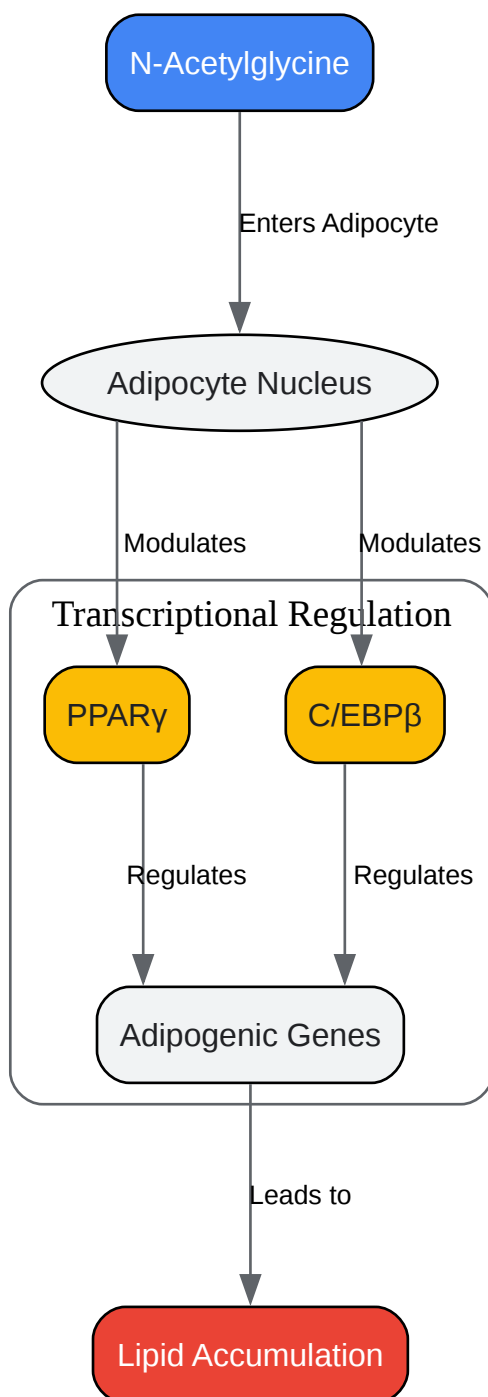 N-Acetylglycine
Enters Adipocyte
Adipocyte Nucleus
Modulates
Modulates
Transcriptional Regulation
PPARγ
C/EBPβ
Regulates
Regulates
Adipogenic Genes
Leads to
Lipid Accumulation